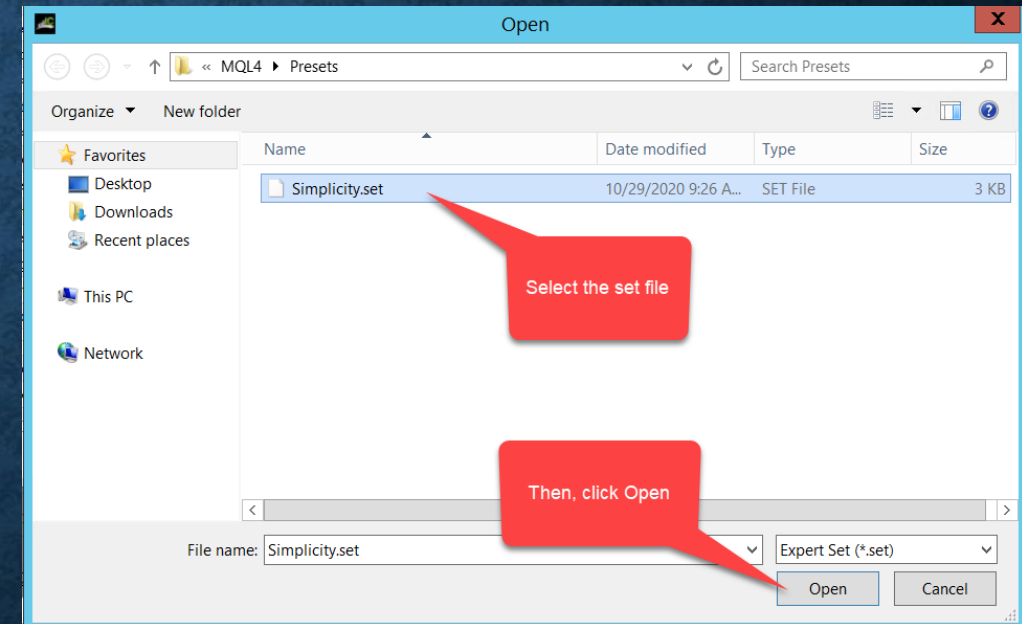 Open
X
« MQL4 Presets
Search Presets
Organize
New folder
?
Name
Date modified
Type
Size
Favorites
Desktop
Downloads
Recent places
This PC
Network
Simplicity.set
10/29/2020 9:26 A...
SET File
3 KB
Select the set file
Then, click Open
File name:
Simplicity.set
Expert Set (*.set)
Open
Cancel